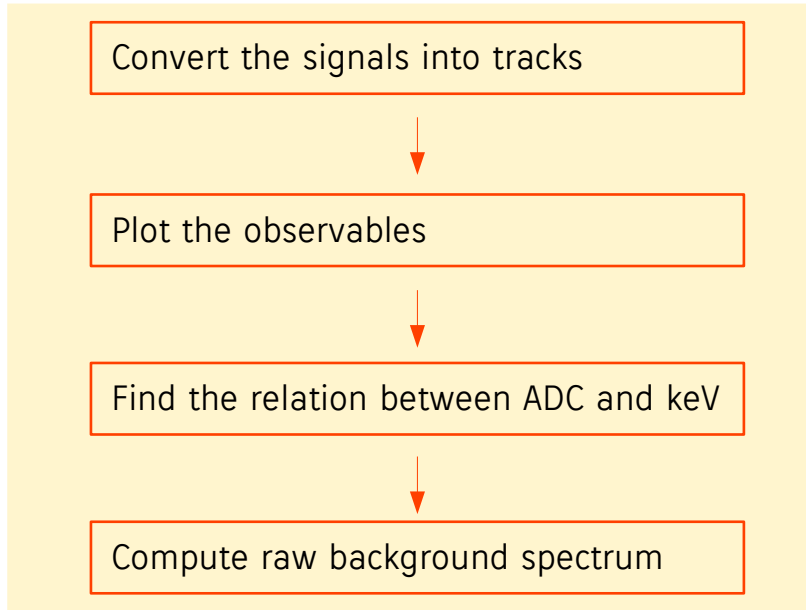 Convert the signals into tracks
Plot the observables
Find the relation between ADC and keV
Compute raw background spectrum